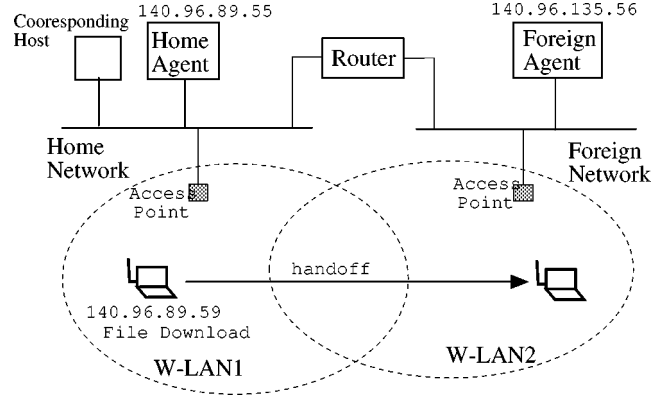 Cooresponding
Host
140.96.89.55
Home
Agent
Router
140.96.135.56
Foreign
Agent
Home
Network
Foreign
Network
Access
Point
Access
Point
handoff
140.96.89.59
File Download
W-LAN1
W-LAN2